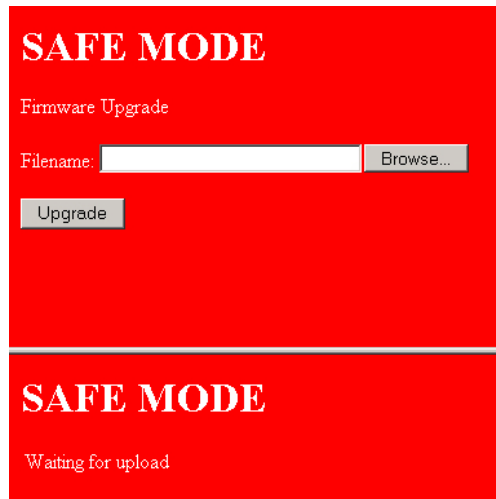 SAFE MODE
Firmware Upgrade
Filename: Browse...
Upgrade
SAFE MODE
Waiting for upload